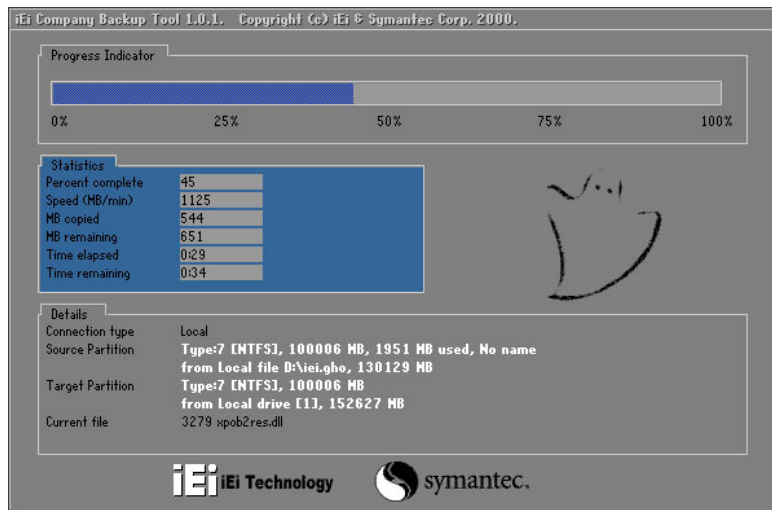 iEi Company Backup Tool 1.0.1. Copyright (c) iEi & Symantec Corp. 2000.
Progress Indicator
0% 25% 50% 75% 100%
Statistics
Percent complete 45
Speed (MB/min) 1125
MB copied 544
MB remaining 651
Time elapsed 0:29
Time remaining 0:34
Details
Connection type Local
Source Partition Type:7 [NTFS], 100006 MB, 1951 MB used, No name
from Local file D:\iei.gho, 130129 MB
Target Partition Type:7 [NTFS], 100006 MB
from Local drive [1], 152627 MB
Current file 3279 xpob2res.dll
iEi iEi Technology symantec.